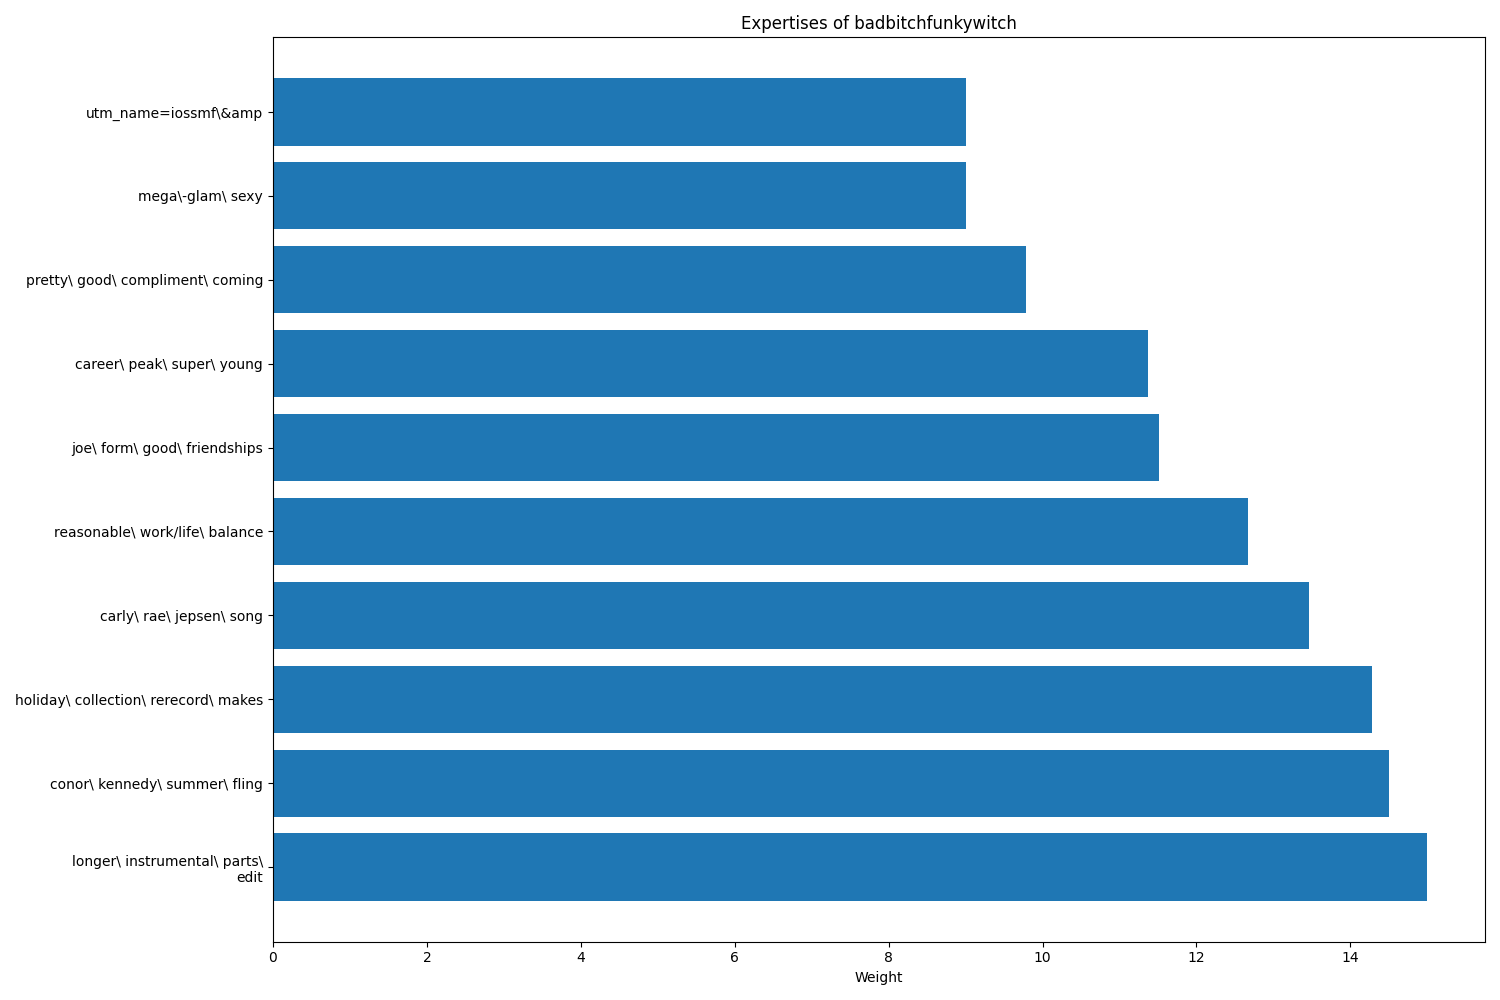 Expertises of badbitchfunkywitch
utm_name=iossmf\&amp
mega\-glam\ sexy
pretty\ good\ compliment\ coming
career\ peak\ super\ young
joe\ form\ good\ friendships
reasonable\ work/life\ balance
carly\ rae\ jepsen\ song
holiday\ collection\ rerecord\ makes
conor\ kennedy\ summer\ fling
longer\ instrumental\ parts\
edit
0 2 4 6 8 10 12 14
Weight